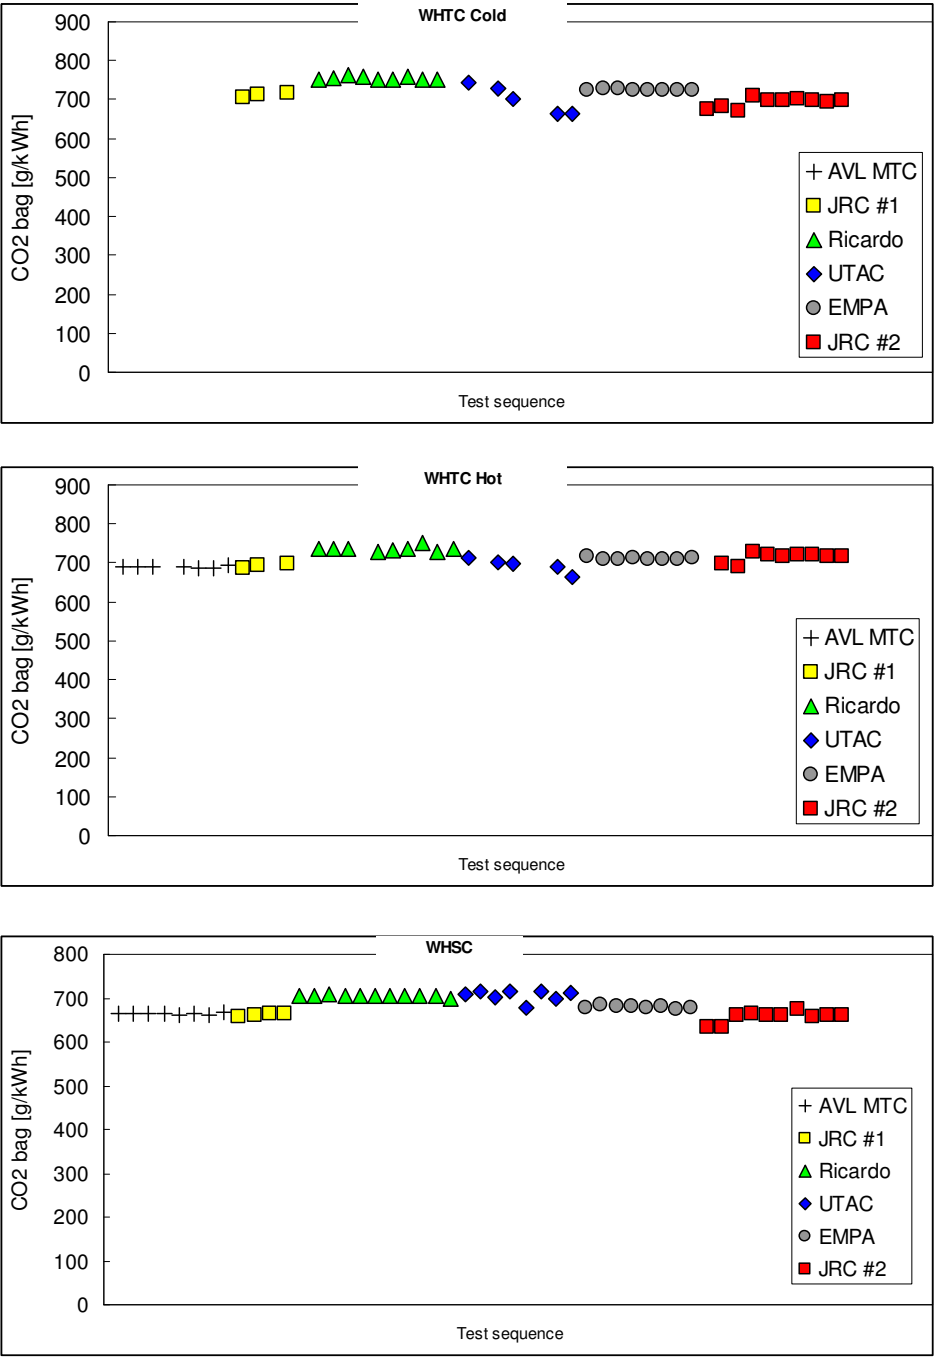 WHTC Cold
900
800
700
600
500
400
300
200
100
0
CO2 bag [g/kWh]
Test sequence
AVL MTC
JRC #1
Ricardo
UTAC
EMPA
JRC #2
WHTC Hot
900
800
700
600
500
400
300
200
100
0
CO2 bag [g/kWh]
Test sequence
AVL MTC
JRC #1
Ricardo
UTAC
EMPA
JRC #2
WHSC
800
700
600
500
400
300
200
100
0
CO2 bag [g/kWh]
Test sequence
AVL MTC
JRC #1
Ricardo
UTAC
EMPA
JRC #2